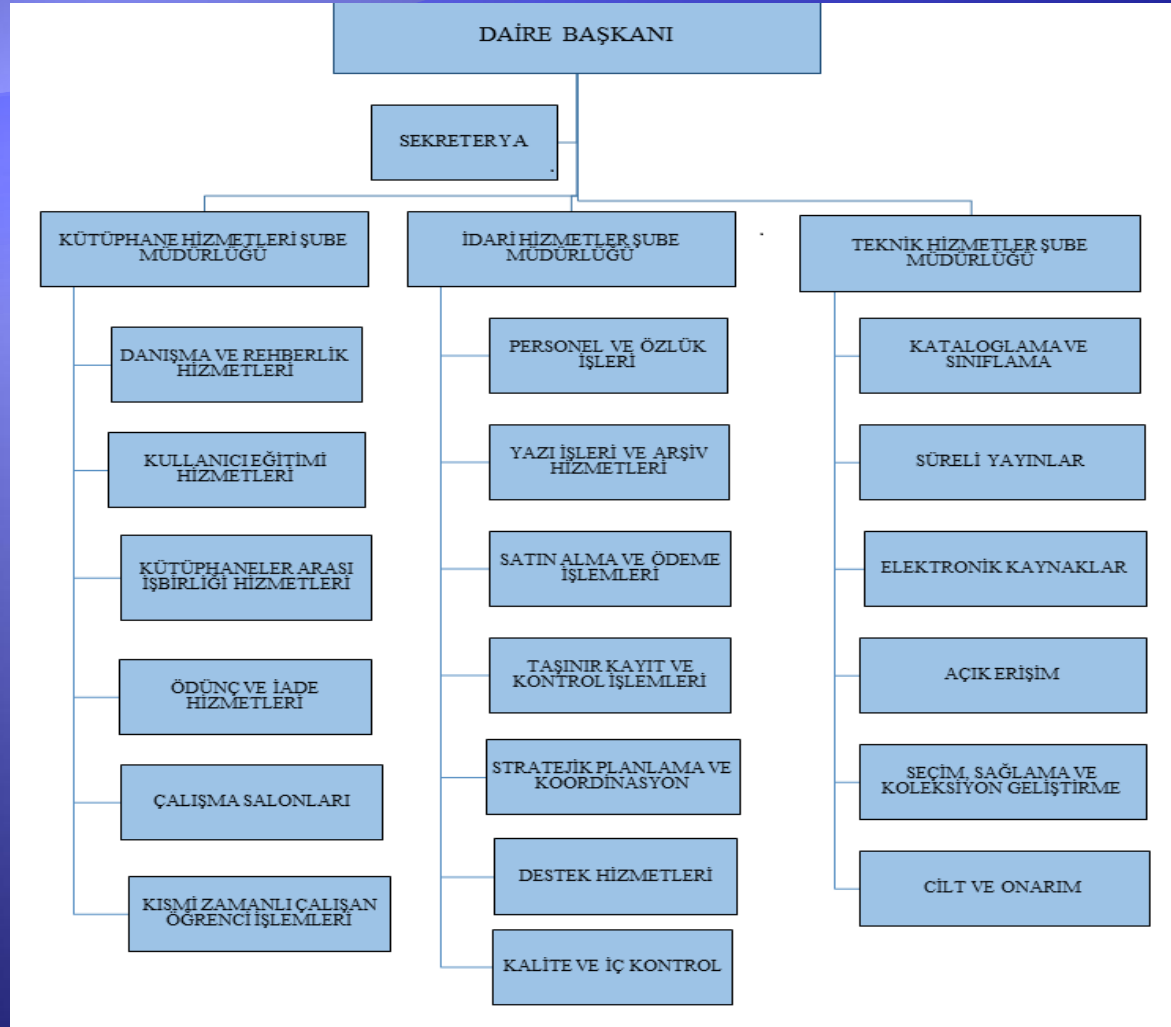 DAİRE BAŞKANI
SEKRETERYA
KÜTÜPHANE HİZMETLERİ ŞUBE
MÜDÜRLÜĞÜ
DANIŞMA VE REHBERLİK
HİZMETLERİ
KULLANICI EĞİTİMİ
HİZMETLERİ
KÜTÜPHANELER ARASI
İŞBİRLİĞİ HİZMETLERİ
ÖDÜNÇ VE İADE
HİZMETLERİ
ÇALIŞMA SALONLARI
KISMİ ZAMANLI ÇALIŞAN
ÖĞRENCİ İŞLEMLERİ
İDARİ HİZMETLER ŞUBE
MÜDÜRLÜĞÜ
PERSONEL VE ÖZLÜK
İŞLERİ
YAZI İŞLERİ VE ARŞİV
HİZMETLERİ
SATIN ALMA VE ÖDEME
İŞLEMLERİ
TAŞINIR KAYIT VE
KONTROL İŞLEMLERİ
STRATEJİK PLANLAMA VE
KOORDİNASYON
DESTEK HİZMETLERİ
KALİTE VE İÇ KONTROL
TEKNİK HİZMETLER ŞUBE
MÜDÜRLÜĞÜ
KATALOGLAMA VE
SINIFLAMA
SÜRELİ YAYINLAR
ELEKTRONİK KAYNAKLAR
AÇIK ERİŞİM
SEÇİM, SAĞLAMA VE
KOLEKSİYON GELİŞTİRME
CİLT VE ONARIM